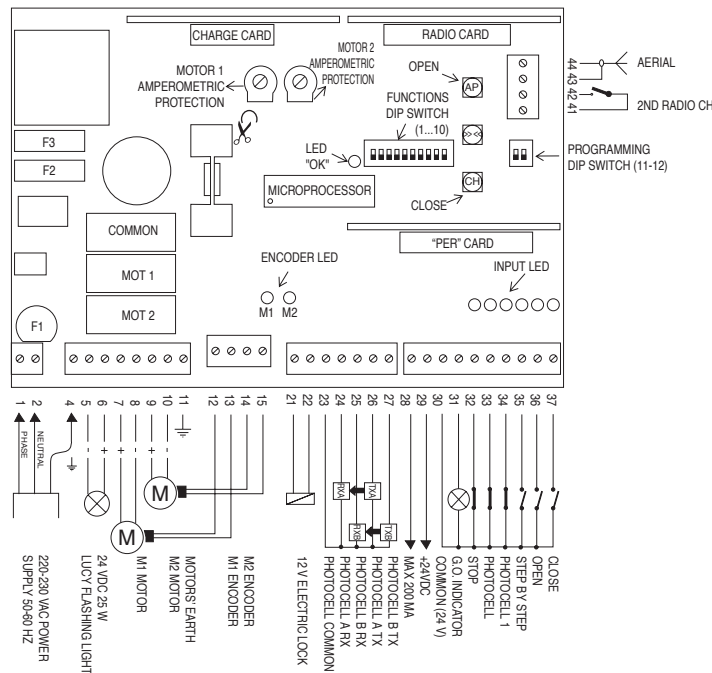 CHARGE CARD
RADIO CARD
MOTOR 1
AMPEROMETRIC
PROTECTION
MOTOR 2
AMPEROMETRIC
PROTECTION
OPEN
AP
FUNCTIONS
DIP SWITCH
(1...10)
>><<
LED
"OK"
MICROPROCESSOR
CH
CLOSE
44
43
42
41
AERIAL
2ND RADIO CH
PROGRAMMING
DIP SWITCH (11-12)
F3
F2
COMMON
MOT 1
MOT 2
F1
ENCODER LED
M1 M2
"PER" CARD
INPUT LED
1
2
4
5
6
7
8
9
10
11
12
13
14
15
21
22
23
24
25
26
27
28
29
30
31
32
33
34
35
36
37
PHASE
NEUTRAL
- + + - + -
M
M
RXA
TXA
RXB
TXB
220-230 VAC POWER
SUPPLY 50-60 HZ
24 VDC 25 W
LUCY FLASHING LIGHT
M1 MOTOR
M2 MOTOR
MOTORS' EARTH
M1 ENCODER
M2 ENCODER
12 V ELECTRIC LOCK
PHOTOCELL COMMON
PHOTOCELL A RX
PHOTOCELL B RX
PHOTOCELL A TX
PHOTOCELL B TX
MAX 200 MA
+24VDC
COMMON (24 V)
G.O. INDICATOR
STOP
PHOTOCELL
PHOTOCELL 1
STEP BY STEP
OPEN
CLOSE